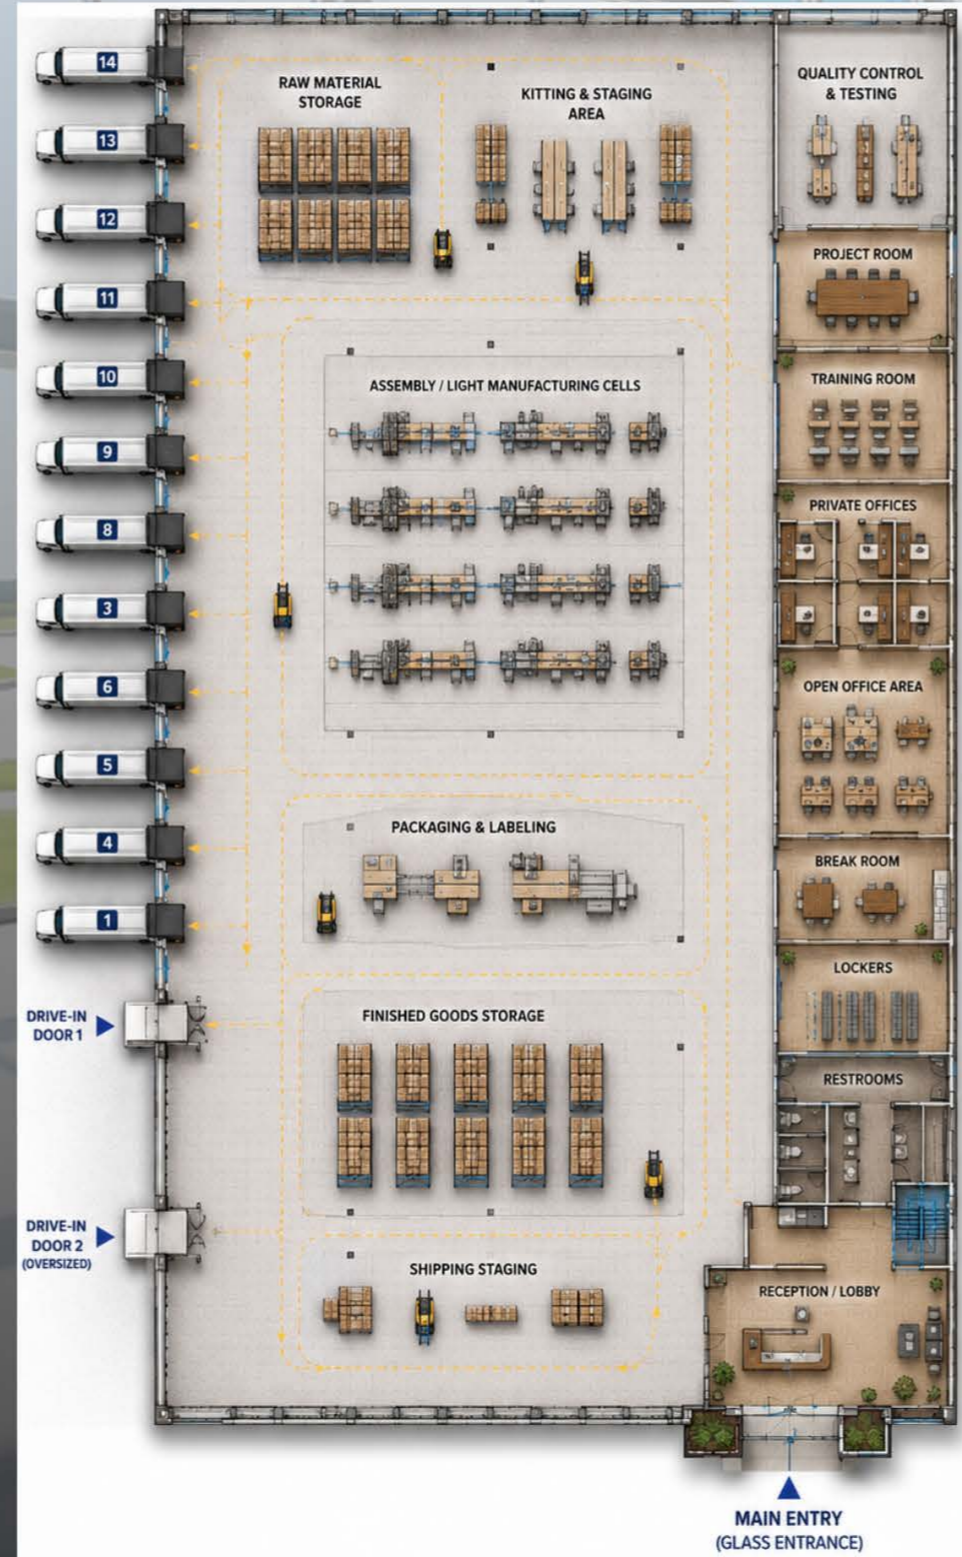 14
13
12
11
10
9
8
3
6
5
4
1
DRIVE-IN
DOOR 1
DRIVE-IN
DOOR 2
(OVERSIZED)
RAW MATERIAL
STORAGE
KITTING & STAGING
AREA
ASSEMBLY / LIGHT MANUFACTURING CELLS
PACKAGING & LABELING
FINISHED GOODS STORAGE
SHIPPING STAGING
QUALITY CONTROL
& TESTING
PROJECT ROOM
TRAINING ROOM
PRIVATE OFFICES
OPEN OFFICE AREA
BREAK ROOM
LOCKERS
RESTROOMS
RECEPTION / LOBBY
MAIN ENTRY
(GLASS ENTRANCE)